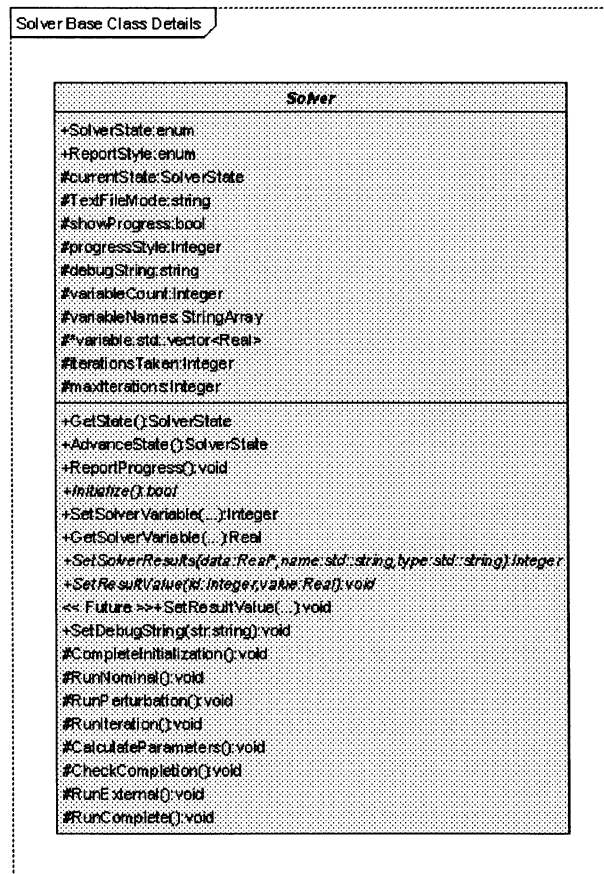 Solver Base Class Details
Solver
+SolverState:enum
+ReportStyle:enum
#currentState:SolverState
#TextFileMode:string
#showProgress:bool
#progressStyle:Integer
#debugString:string
#variableCount:Integer
#variableNames:StringArray
#*variable:std::vector<Real>
#iterationsTaken:Integer
#maxIterations:Integer
+GetState():SolverState
+AdvanceState():SolverState
+ReportProgress():void
+Initialize():bool
+SetSolverVariable(...):Integer
+GetSolverVariable(...):Real
+SetSolverResults(data:Real*,name:std::string,type:std::string):Integer
+SetResultValue(id:Integer,value:Real):void
<< Future >>+SetResultValue(...):void
+SetDebugString(str:string):void
#CompleteInitialization():void
#RunNominal():void
#RunPerturbation():void
#RunIteration():void
#CalculateParameters():void
#CheckCompletion():void
#RunExternal():void
#RunComplete():void